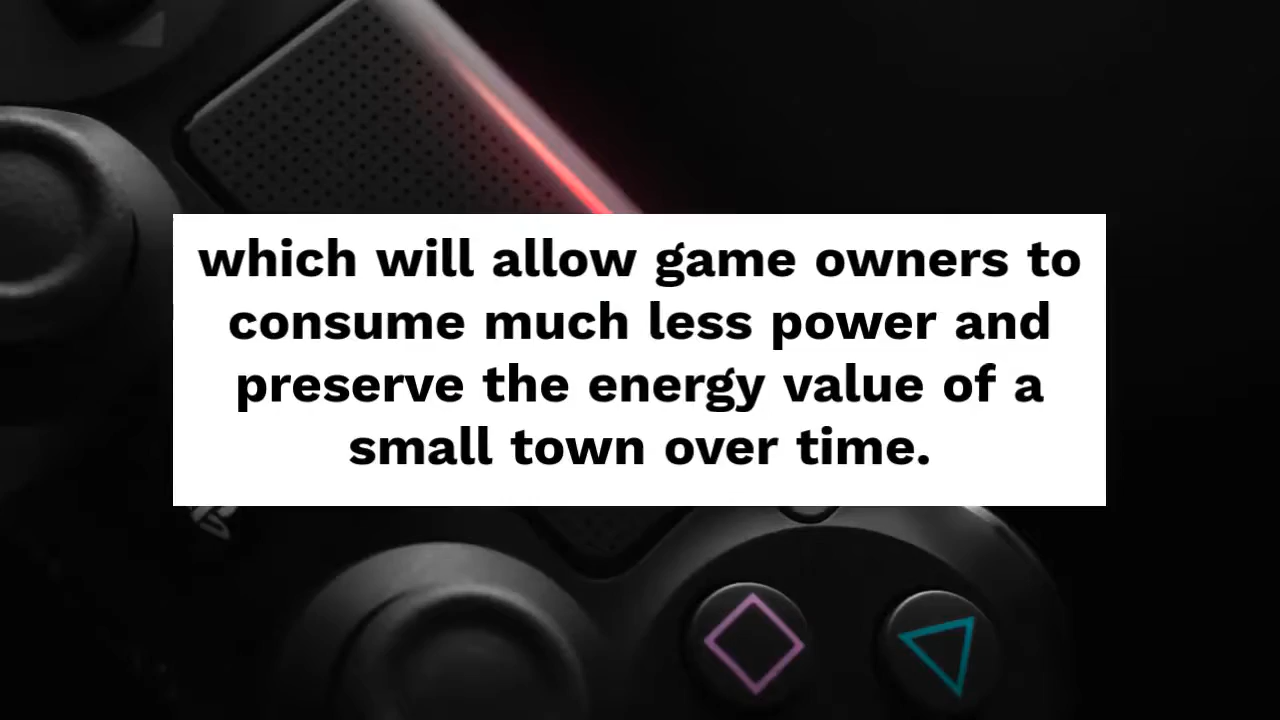 which will allow game owners to
consume much less power and
preserve the energy value of a
small town over time.